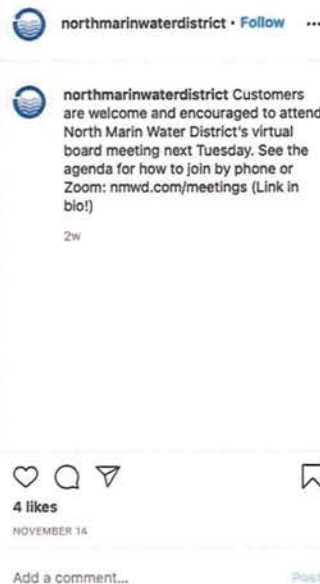 northmarinwaterdistrict • Follow
northmarinwaterdistrict Customers
are welcome and encouraged to attend
North Marin Water District's virtual
board meeting next Tuesday. See the
agenda for how to join by phone or
Zoom: nmwd.com/meetings (Link in
bio!)
2w
4 likes
NOVEMBER 14
Add a comment...
Post